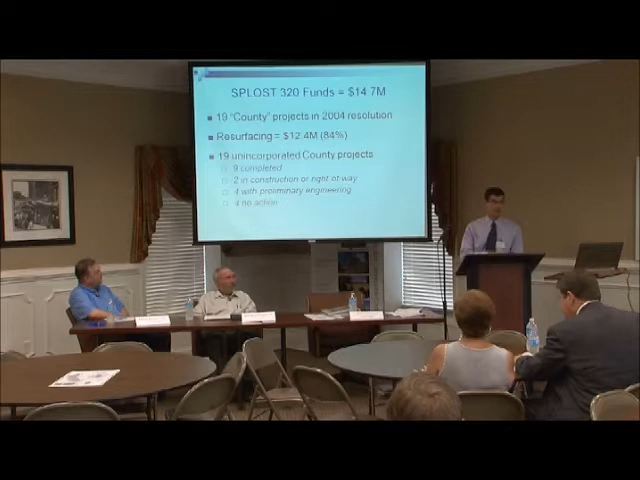 SPLOST 320 Funds = $14.7M
19 "County" projects in 2004 resolution
Resurfacing = $12.4M (84%)
19 unincorporated County projects
9 completed
2 in construction or right of way
4 with preliminary engineering
4 no action